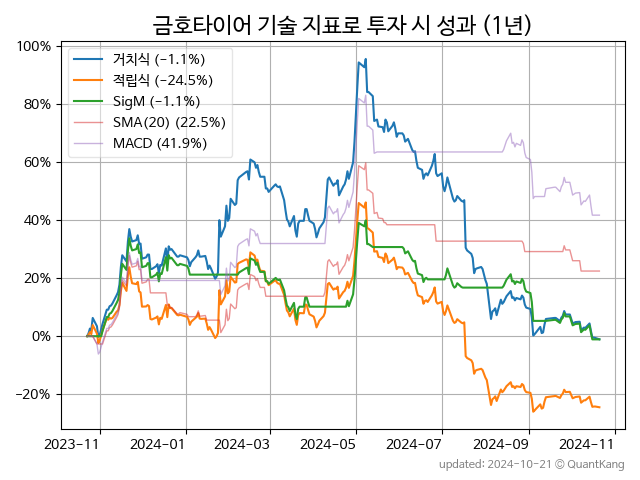 금호타이어 기술 지표로 투자 시 성과 (1년)
100%
80%
60%
40%
20%
0%
−20%
거치식 (−1.1%)
적립식 (−24.5%)
SigM (−1.1%)
SMA(20) (22.5%)
MACD (41.9%)
2023-11 2024-01 2024-03 2024-05 2024-07 2024-09 2024-11
updated: 2024-10-21 © QuantKang